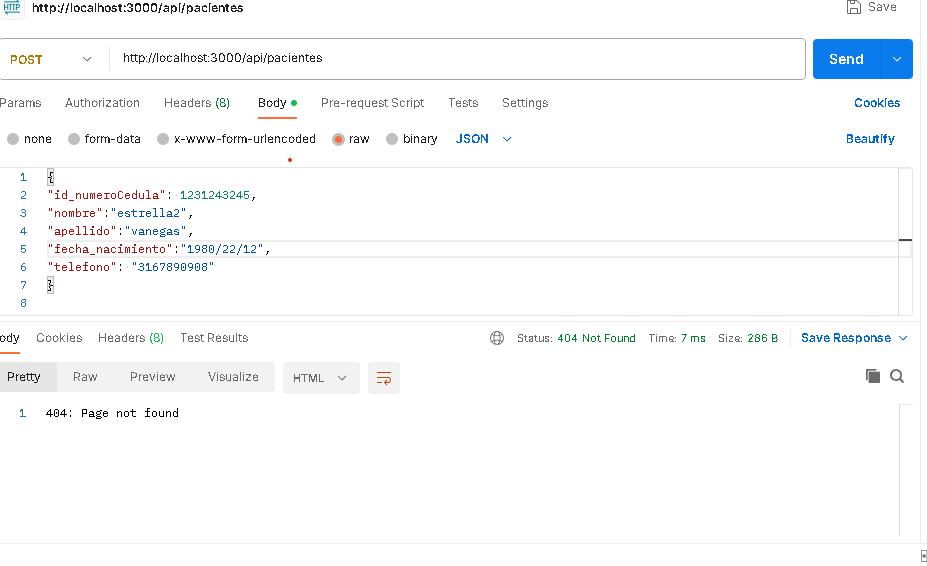 HTTP http://localhost:3000/api/pacientes Save
POST http://localhost:3000/api/pacientes Send
Params Authorization Headers (8) Body Pre-request Script Tests Settings Cookies
none form-data x-www-form-urlencoded raw binary JSON Beautify
1 {
2 "id_numeroCedula": 1231243245,
3 "nombre":"estrella2",
4 "apellido":"vanegas",
5 "fecha_nacimiento":"1980/22/12",
6 "telefono": "3167890908"
7 }
8
ody Cookies Headers (8) Test Results Status: 404 Not Found Time: 7 ms Size: 286 B Save Response
Pretty Raw Preview Visualize HTML
1 404: Page not found